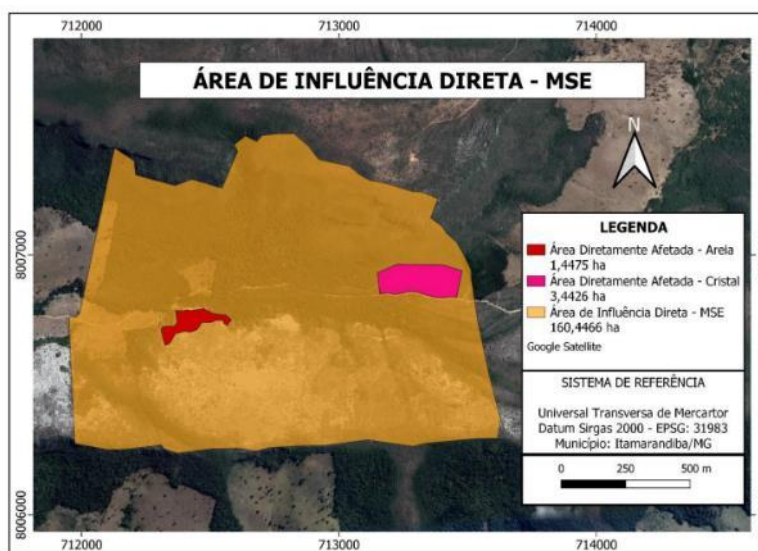 712000
713000
714000
ÁREA DE INFLUÊNCIA DIRETA - MSE
N
8007000
8007000
LEGENDA
Área Diretamente Afetada - Areia
1,4475 ha
Área Diretamente Afetada - Cristal
3,4426 ha
Área de Influência Direta - MSE
160,4466 ha
Google Satellite
SISTEMA DE REFERÊNCIA
Universal Transversa de Mercartor
Datum Sirgas 2000 - EPSG: 31983
Município: Itamarandiba/MG
0 250 500 m
8006000
8006000
712000
713000
714000